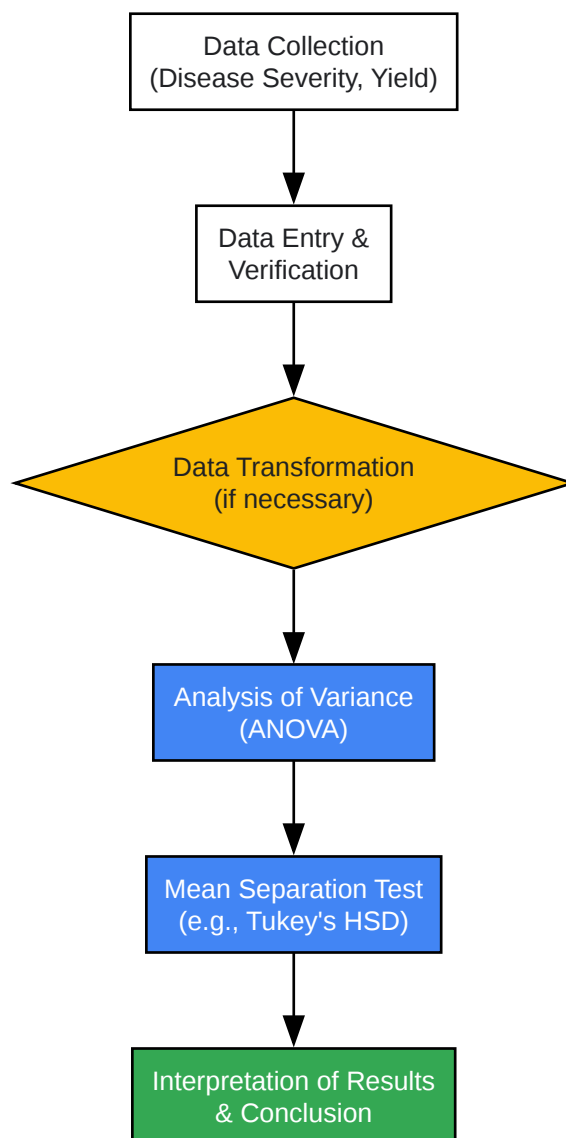 Data Collection
(Disease Severity, Yield)
Data Entry &
Verification
Data Transformation
(if necessary)
Analysis of Variance
(ANOVA)
Mean Separation Test
(e.g., Tukey's HSD)
Interpretation of Results
& Conclusion